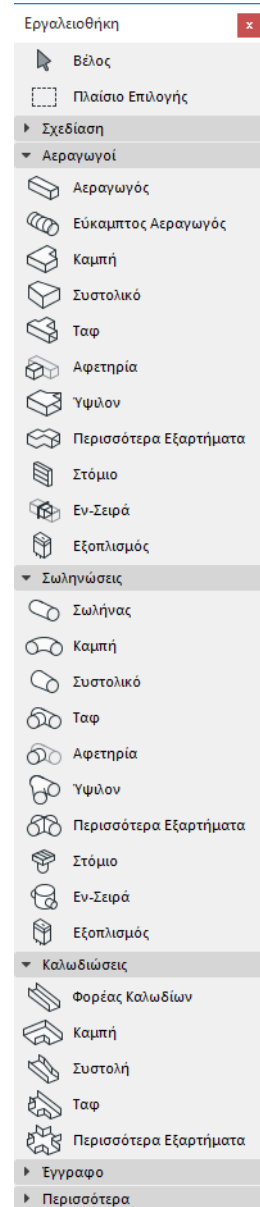 Εργαλειοθήκη
x
Βέλος
Πλαίσιο Επιλογής
Σχεδίαση
Αεραγωγοί
Αεραγωγός
Εύκαμπτος Αεραγωγός
Καμπή
Συστολικό
Ταφ
Αφετηρία
Ύψιλον
Περισσότερα Εξαρτήματα
Στόμιο
Εν-Σειρά
Εξοπλισμός
Σωληνώσεις
Σωλήνας
Καμπή
Συστολικό
Ταφ
Αφετηρία
Ύψιλον
Περισσότερα Εξαρτήματα
Στόμιο
Εν-Σειρά
Εξοπλισμός
Καλωδιώσεις
Φορέας Καλωδίων
Καμπή
Συστολή
Ταφ
Περισσότερα Εξαρτήματα
Έγγραφο
Περισσότερα